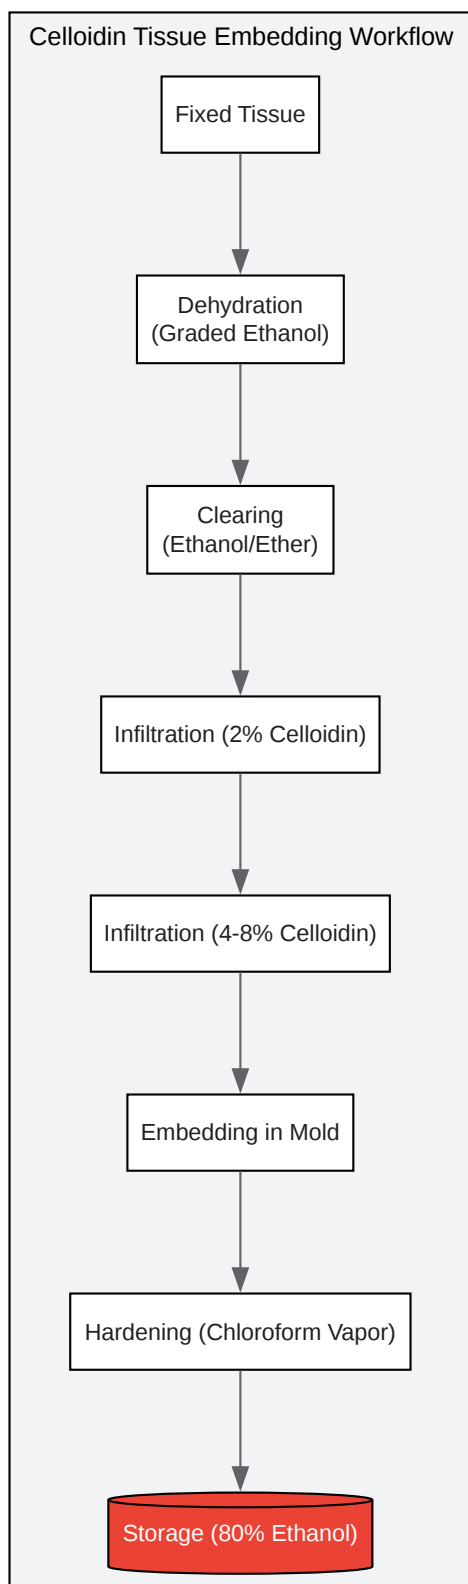 Celloidin Tissue Embedding Workflow
Fixed Tissue
Dehydration
(Graded Ethanol)
Clearing
(Ethanol/Ether)
Infiltration (2% Celloidin)
Infiltration (4-8% Celloidin)
Embedding in Mold
Hardening (Chloroform Vapor)
Storage (80% Ethanol)